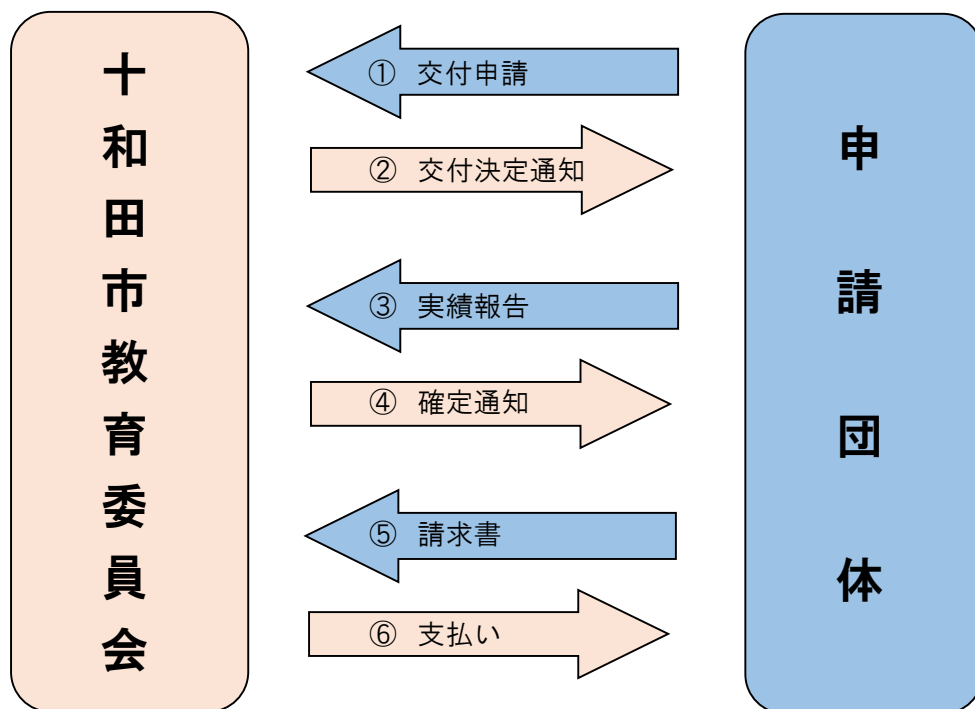 十和田市教育委員会
① 交付申請
② 交付決定通知
③ 実績報告
④ 確定通知
⑤ 請求書
⑥ 支払い
申請団体